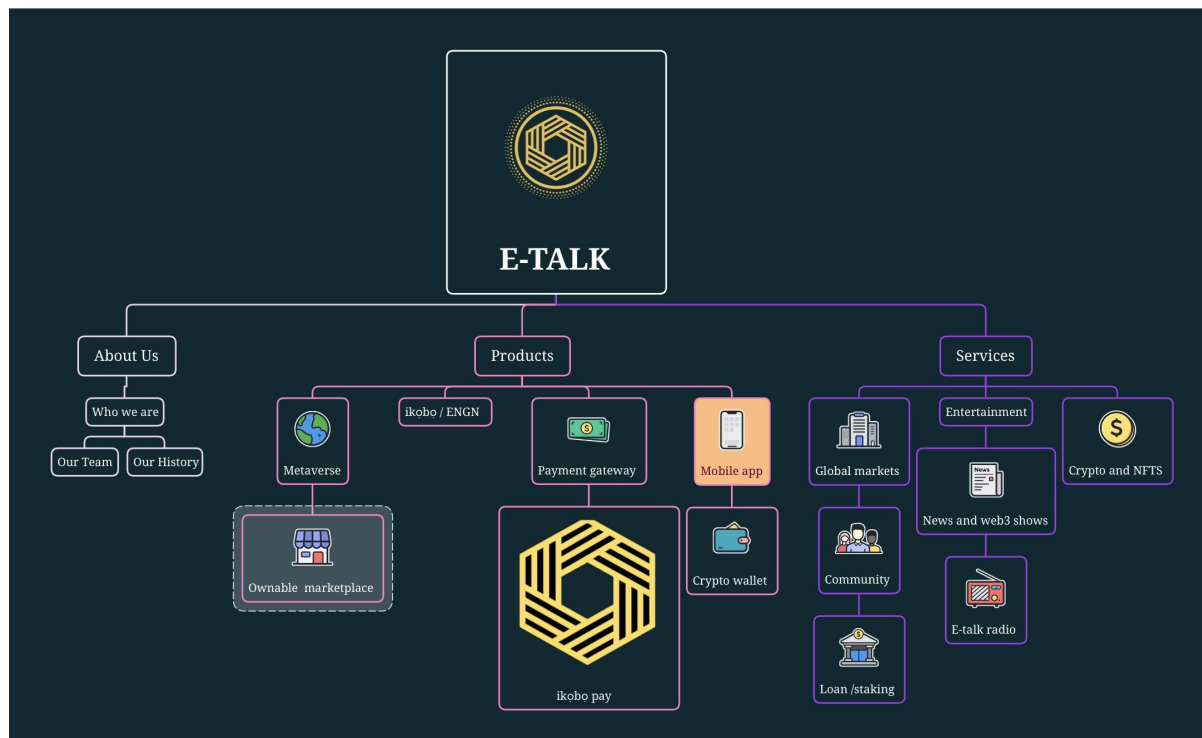 E-TALK
About Us
Products
Services
Who we are
Our Team
Our History
Metaverse
ikọbọ / ENGN
Payment gateway
Mobile app
Ownable marketplace
ikọbọ pay
Crypto wallet
Global markets
Entertainment
Crypto and NFTS
News
News and web3 shows
Community
E-talk radio
Loan /staking